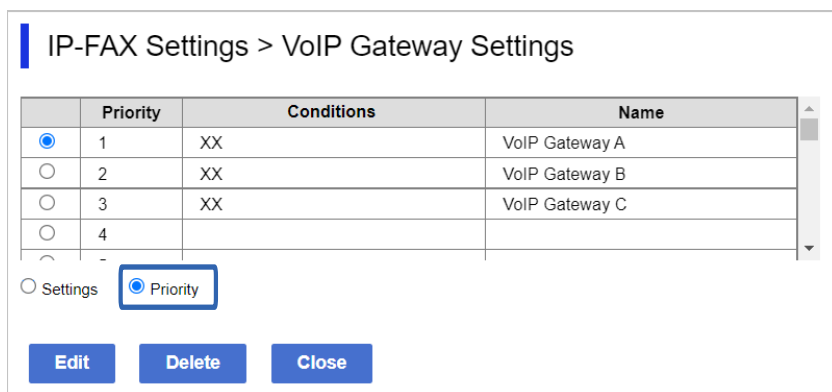 IP-FAX Settings > VoIP Gateway Settings
Priority Conditions Name
1 XX VoIP Gateway A
2 XX VoIP Gateway B
3 XX VoIP Gateway C
4
Settings Priority
Edit Delete Close